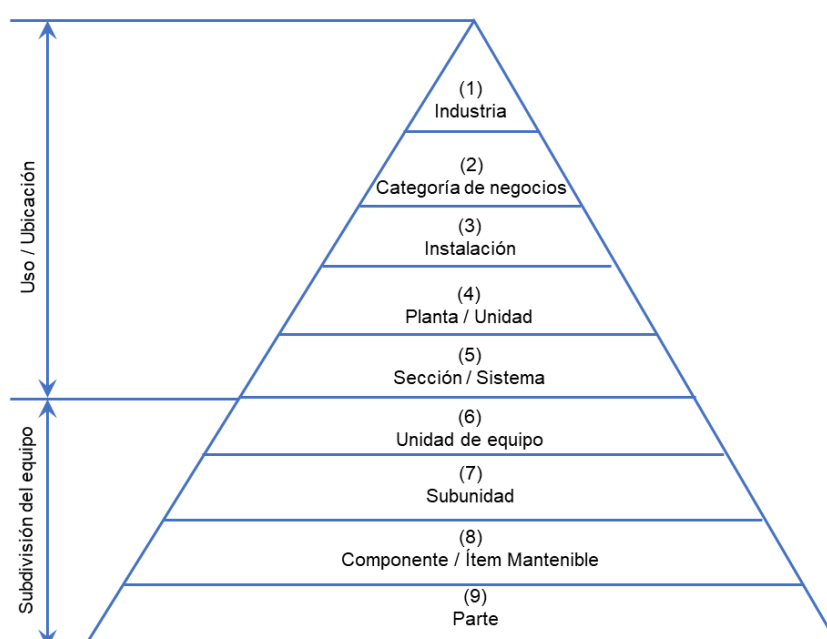 (1)
Industria
(2)
Categoría de negocios
(3)
Instalación
(4)
Planta / Unidad
(5)
Sección / Sistema
(6)
Unidad de equipo
(7)
Subunidad
(8)
Componente / Ítem Mantenible
(9)
Parte
Uso / Ubicación
Subdivisión del equipo